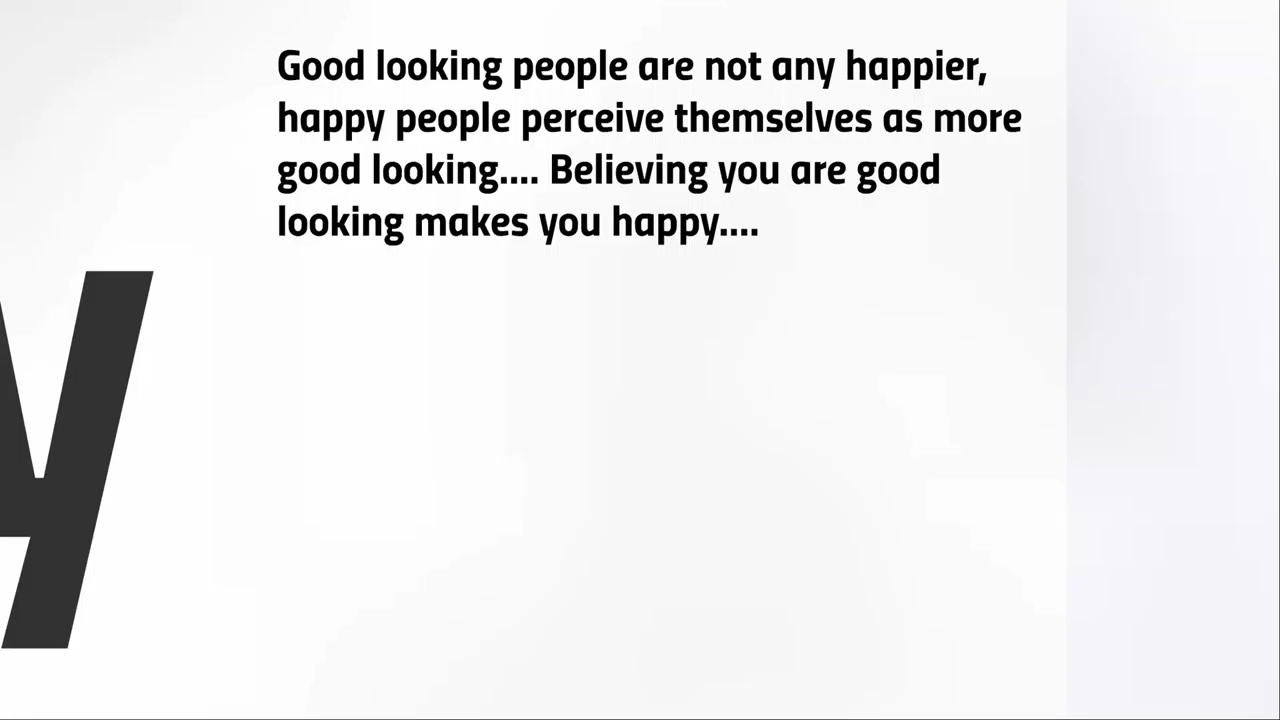 Good looking people are not any happier,
happy people perceive themselves as more
good looking.... Believing you are good
looking makes you happy....
y